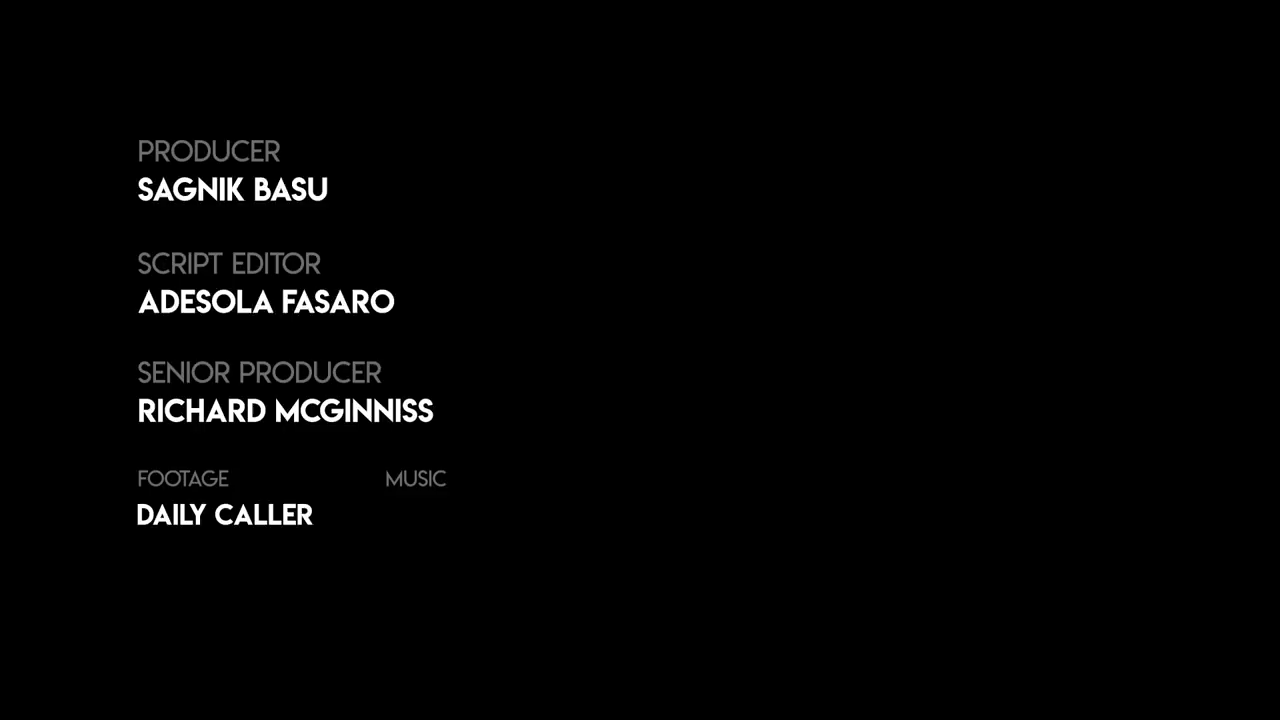 PRODUCER
SAGNIK BASU
SCRIPT EDITOR
ADESOLA FASARO
SENIOR PRODUCER
RICHARD MCGINNISS
FOOTAGE MUSIC
DAILY CALLER